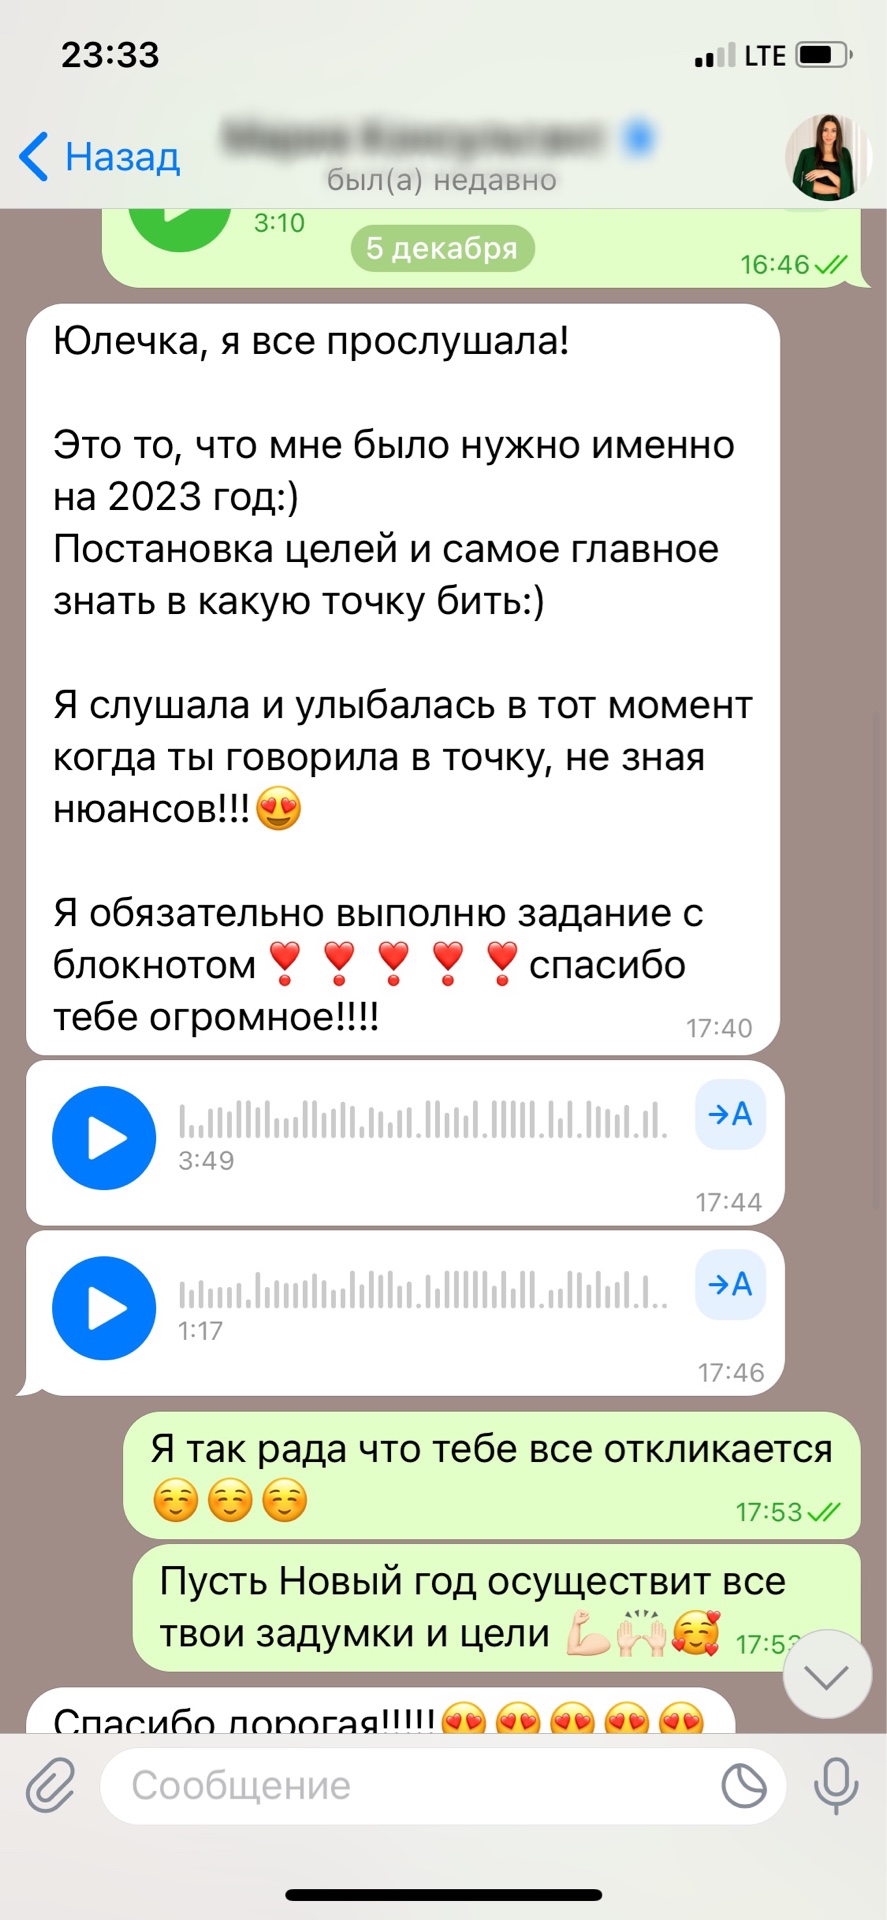 23:33
LTE
Назад
был(а) недавно
3:10
5 декабря
16:46
Юлечка, я все прослушала!
Это то, что мне было нужно именно
на 2023 год:)
Постановка целей и самое главное
знать в какую точку бить:)
Я слушала и улыбалась в тот момент
когда ты говорила в точку, не зная
нюансов!!!😍
Я обязательно выполню задание с
блокнотом❣️❣️❣️❣️❣️спасибо
тебе огромное!!!!
17:40
→A
3:49
17:44
→A
1:17
17:46
Я так рада что тебе все откликается
☺️☺️☺️
17:53
Пусть Новый год осуществит все
твои задумки и цели 💪🏻🙌🏻🥰
17:53
Спасибо дорогая!!!!!😍😍😍😍😍
Сообщение